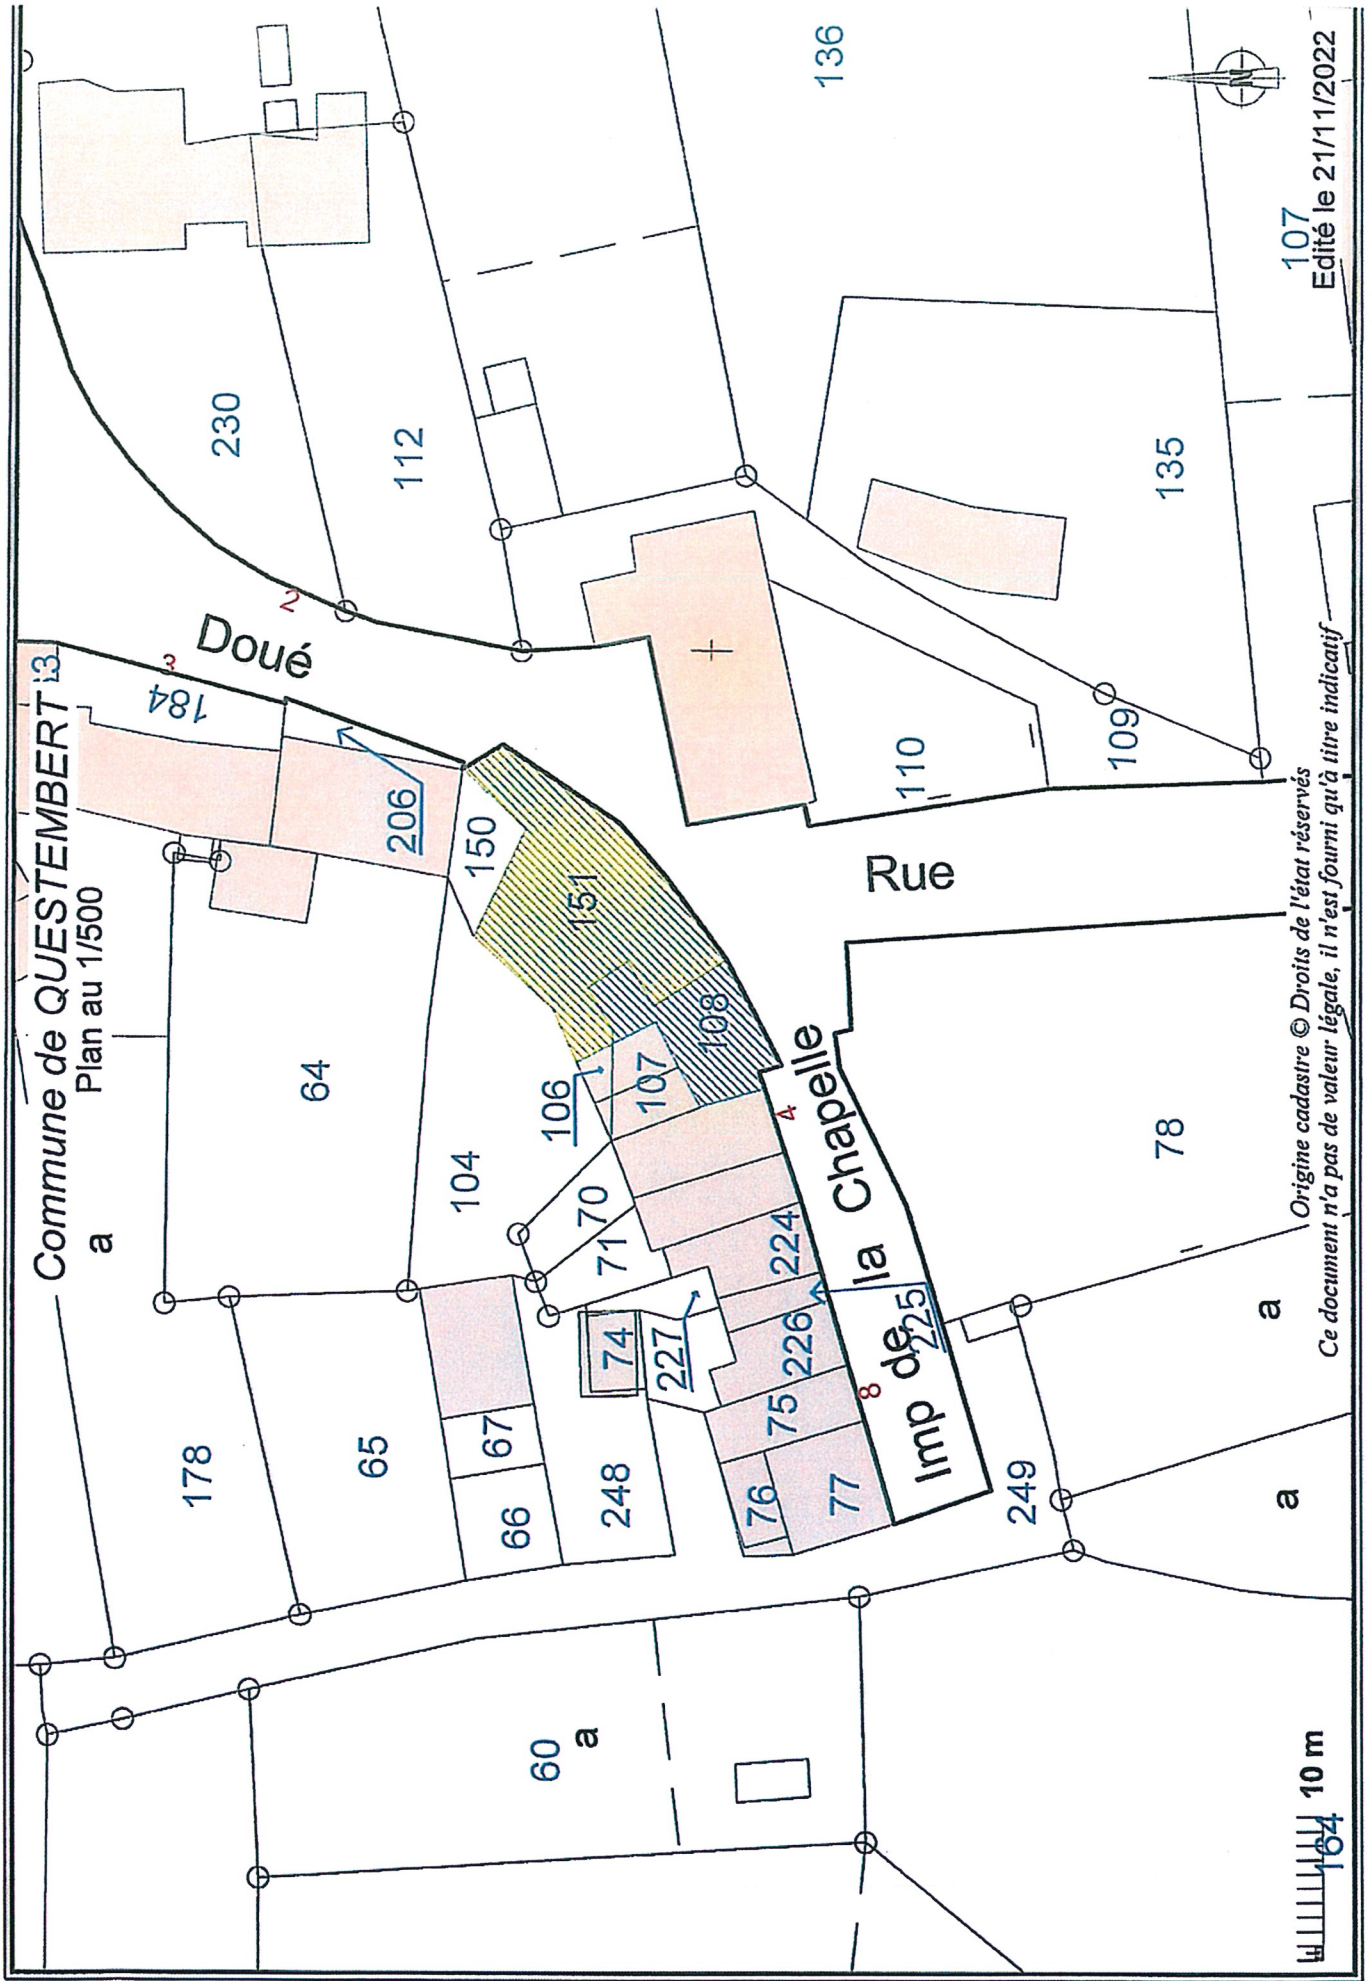 Commune de QUESTEMBERT
Plan au 1/500
a
13
3
184
2
Doué
230
112
136
206
150
151
64
104
106
107
108
70
71
178
65
67
66
74
227
248
224
226
225
75
76
77
4
8
Imp de la Chapelle
Rue
110
109
135
107
78
249
a
a
60
a
164
10 m
N
Edité le 21/11/2022
Origine cadastre © Droits de l'état réservés
Ce document n'a pas de valeur légale, il n'est fourni qu'à titre indicatif